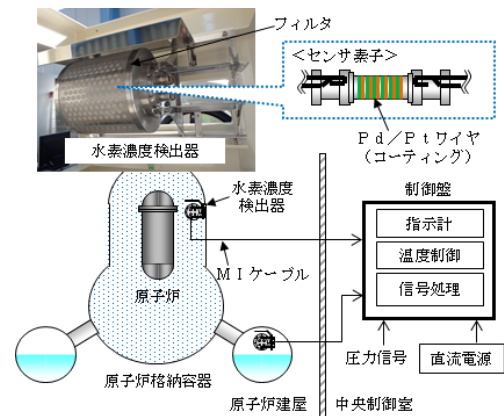 フィルタ
＜センサ素子＞
Pd／Ptワイヤ
(コーティング)
水素濃度検出器
水素濃度
検出器
制御盤
指示計
温度制御
信号処理
MIケーブル
原子炉
圧力信号
直流電源
原子炉格納容器
原子炉建屋
中央制御室